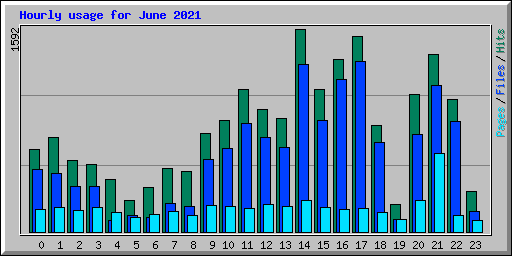 Hourly usage for June 2021
1592
Pages / Files / Hits
0 1 2 3 4 5 6 7 8 9 10 11 12 13 14 15 16 17 18 19 20 21 22 23